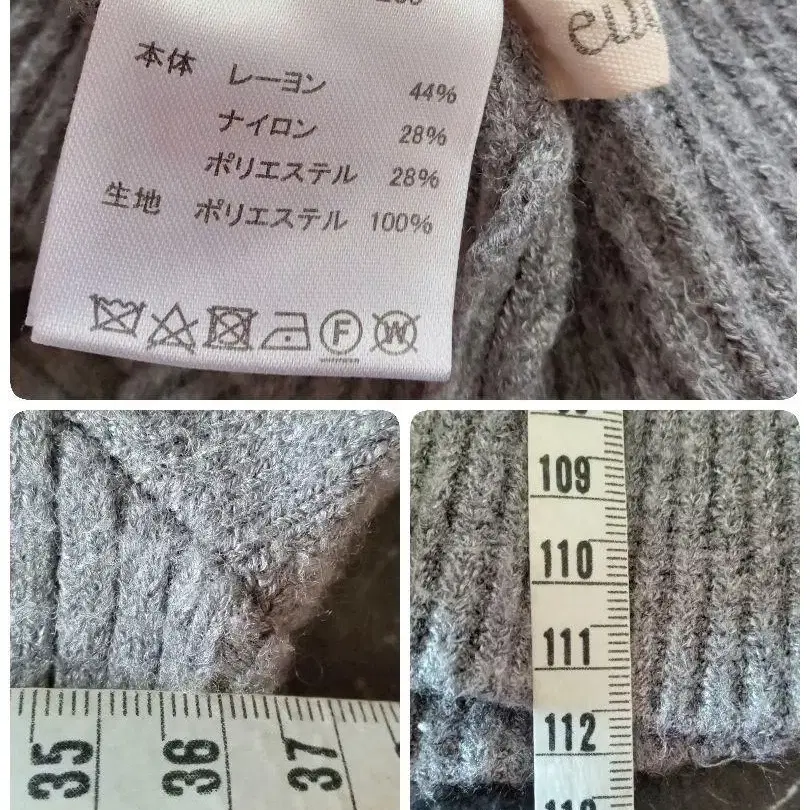 本体 レーヨン 44%
ナイロン 28%
ポリエステル 28%
生地 ポリエステル 100%
F W
35 36 37
109
110
111
112